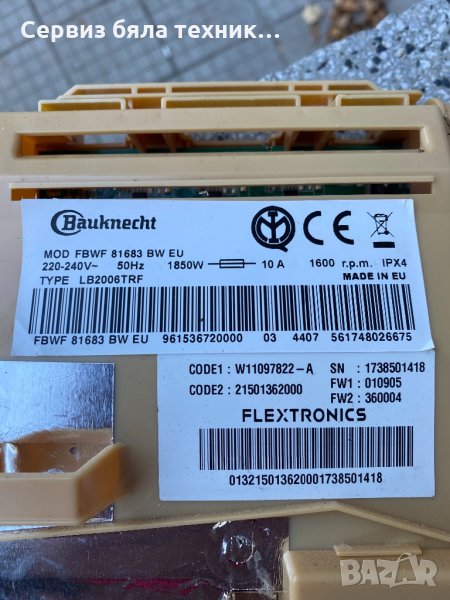 Сервиз бяла техник…
Bauknecht
MOD FBWF 81683 BW EU
220-240V~ 50Hz 1850W 10 A 1600 r.p.m. IPX4
TYPE LB2006TRF MADE IN EU
FBWF 81683 BW EU 961536720000 03 4407 561748026675
CODE1 : W11097822-A SN : 1738501418
CODE2 : 21501362000 FW1 : 010905
FW2 : 360004
FLEXTRONICS
013215013620001738501418
BAZAR